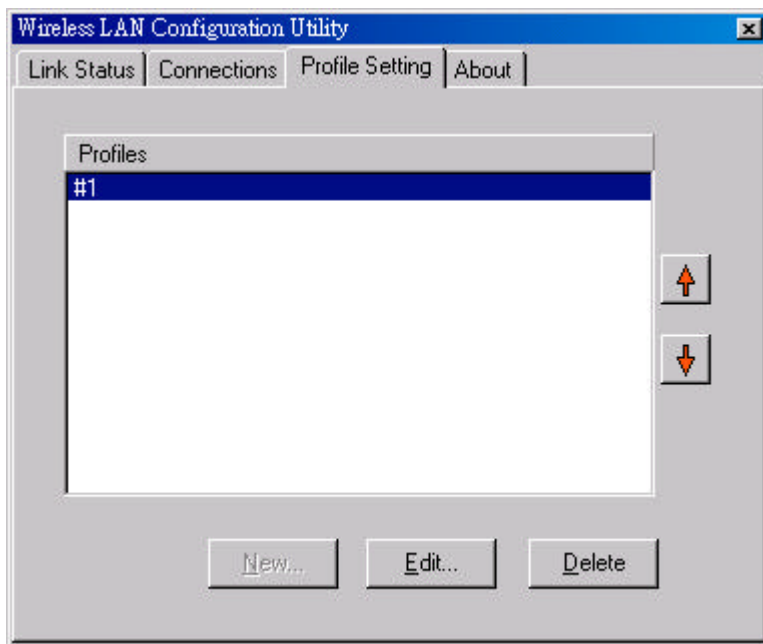 Wireless LAN Configuration Utility
Link Status Connections Profile Setting About
Profiles
#1
New... Edit... Delete